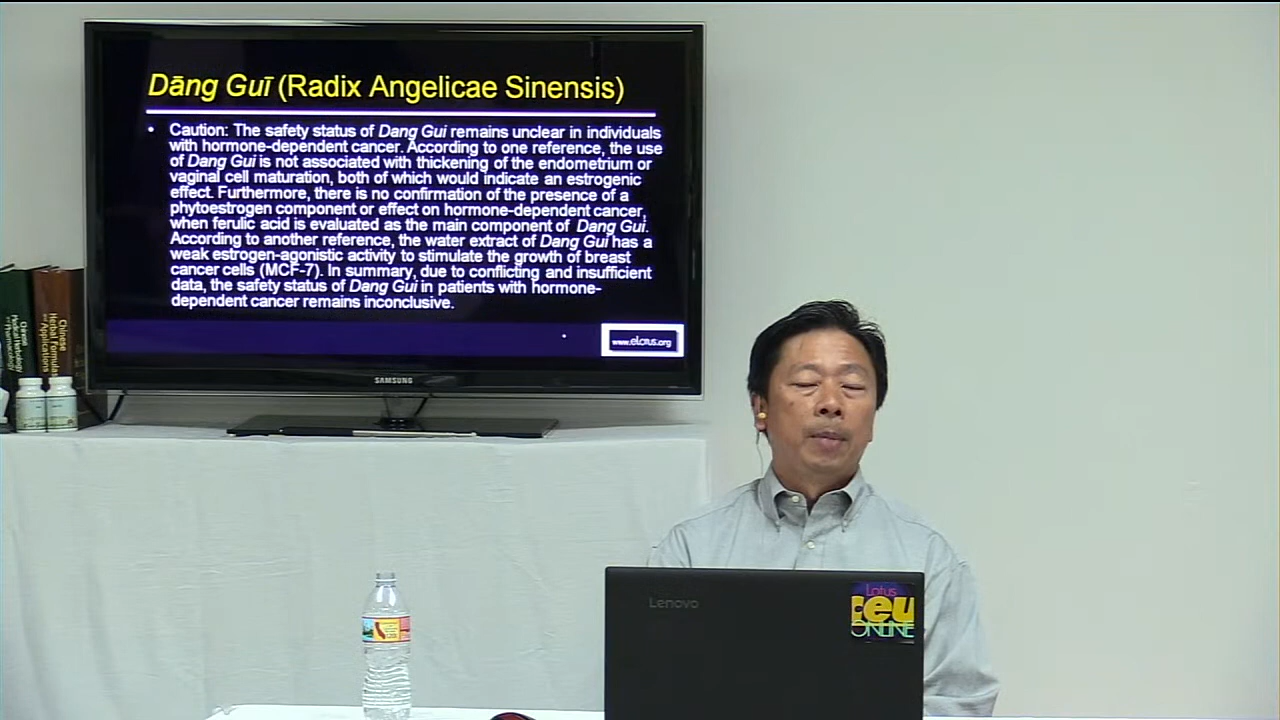 Dāng Guī (Radix Angelicae Sinensis)
• Caution: The safety status of Dang Gui remains unclear in individuals
with hormone-dependent cancer. According to one reference, the use
of Dang Gui is not associated with thickening of the endometrium or
vaginal cell maturation, both of which would indicate an estrogenic
effect. Furthermore, there is no confirmation of the presence of a
phytoestrogen component or effect on hormone-dependent cancer,
when ferulic acid is evaluated as the main component of Dang Gui.
According to another reference, the water extract of Dang Gui has a
weak estrogen-agonistic activity to stimulate the growth of breast
cancer cells (MCF-7). In summary, due to conflicting and insufficient
data, the safety status of Dang Gui in patients with hormone-
dependent cancer remains inconclusive.
www.elotus.org
SAMSUNG
Chinese
Medical Herbology
and Pharmacology
Chinese
Herbal Formulas
and Applications
Lenovo
Lotus
ceu
ONLINE